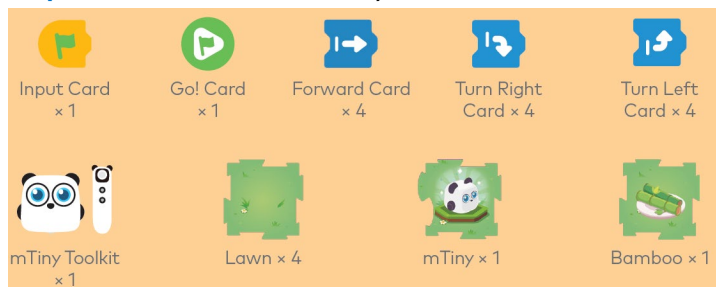 Input Card
× 1
Go! Card
× 1
Forward Card
× 4
Turn Right
Card × 4
Turn Left
Card × 4
mTiny Toolkit
× 1
Lawn × 4
mTiny × 1
Bamboo × 1